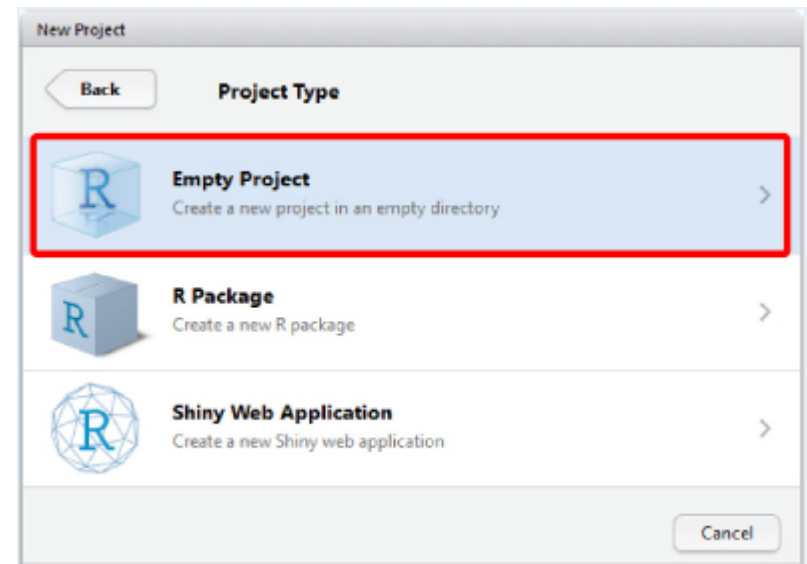 New Project
Back
Project Type
R
Empty Project
Create a new project in an empty directory
R
R Package
Create a new R package
R
Shiny Web Application
Create a new Shiny web application
Cancel